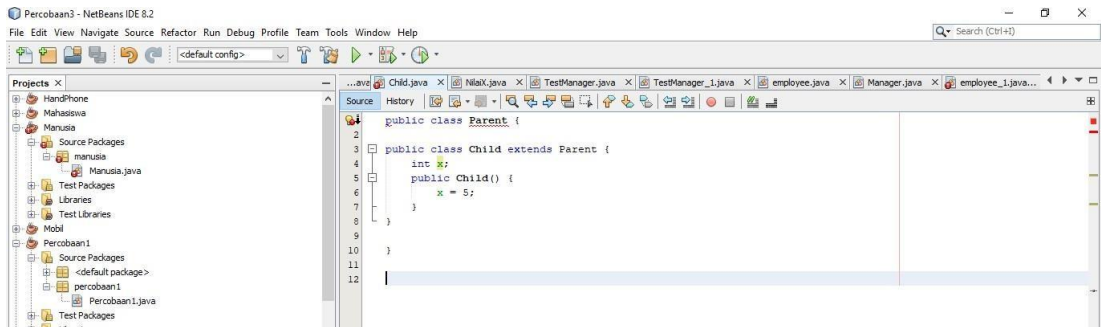 Percobaan3 - NetBeans IDE 8.2
File Edit View Navigate Source Refactor Run Debug Profile Team Tools Window Help
Search (Ctrl+I)
<default config>
Projects
...ava Child.java NilaiX.java TestManager.java TestManager_1.java employee.java Manager.java employee_1.java...
Source History
HandPhone
Mahasiswa
Manusia
Source Packages
manusia
Manusia.java
Test Packages
Libraries
Test Libraries
Mobil
Percobaan1
Source Packages
<default package>
percobaan1
Percobaan1.java
Test Packages
public class Parent {
2
3 public class Child extends Parent {
4 int x;
5 public Child() {
6 x = 5;
7 }
8 }
9
10 }
11
12